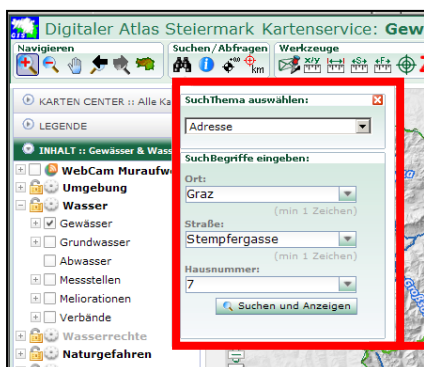 Digitaler Atlas Steiermark Kartenservice: Gew
Navigieren
Suchen/Abfragen
Werkzeuge
X/Y
+S+
+F+
km
KARTEN CENTER :: Alle Ka
LEGENDE
INHALT :: Gewässer & Wass
WebCam Muraufw
Umgebung
Wasser
Gewässer
Grundwasser
Abwasser
Messstellen
Meliorationen
Verbände
Wasserrechte
Naturgefahren
SuchThema auswählen:
Adresse
SuchBegriffe eingeben:
Ort:
Graz
(min 1 Zeichen)
Straße:
Stempfergasse
(min 1 Zeichen)
Hausnummer:
7
Suchen und Anzeigen